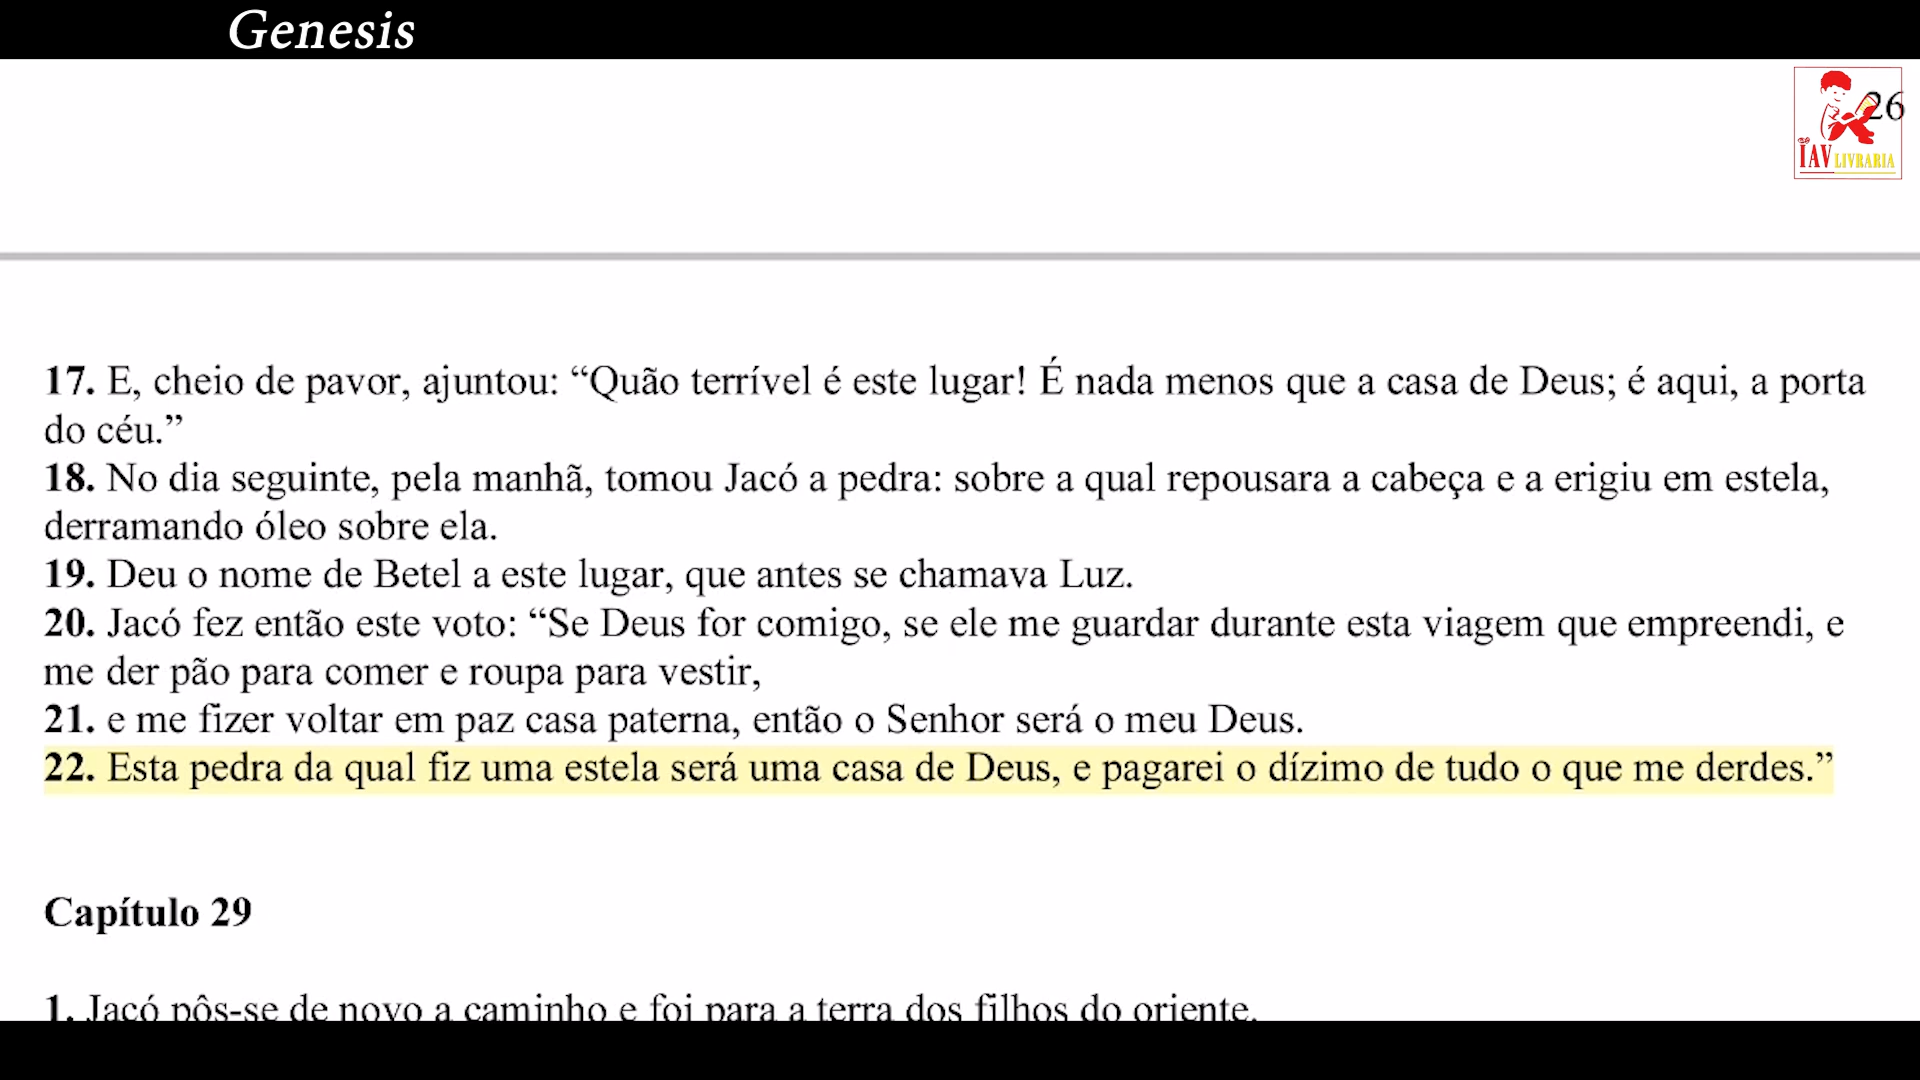 Genesis
26
IAV LIVRARIA
17. E, cheio de pavor, ajuntou: “Quão terrível é este lugar! É nada menos que a casa de Deus; é aqui, a porta
do céu.”
18. No dia seguinte, pela manhã, tomou Jacó a pedra: sobre a qual repousara a cabeça e a erigiu em estela,
derramando óleo sobre ela.
19. Deu o nome de Betel a este lugar, que antes se chamava Luz.
20. Jacó fez então este voto: “Se Deus for comigo, se ele me guardar durante esta viagem que empreendi, e
me der pão para comer e roupa para vestir,
21. e me fizer voltar em paz casa paterna, então o Senhor será o meu Deus.
22. Esta pedra da qual fiz uma estela será uma casa de Deus, e pagarei o dízimo de tudo o que me derdes.”
Capítulo 29
1. Jacó pôs-se de novo a caminho e foi para a terra dos filhos do oriente.